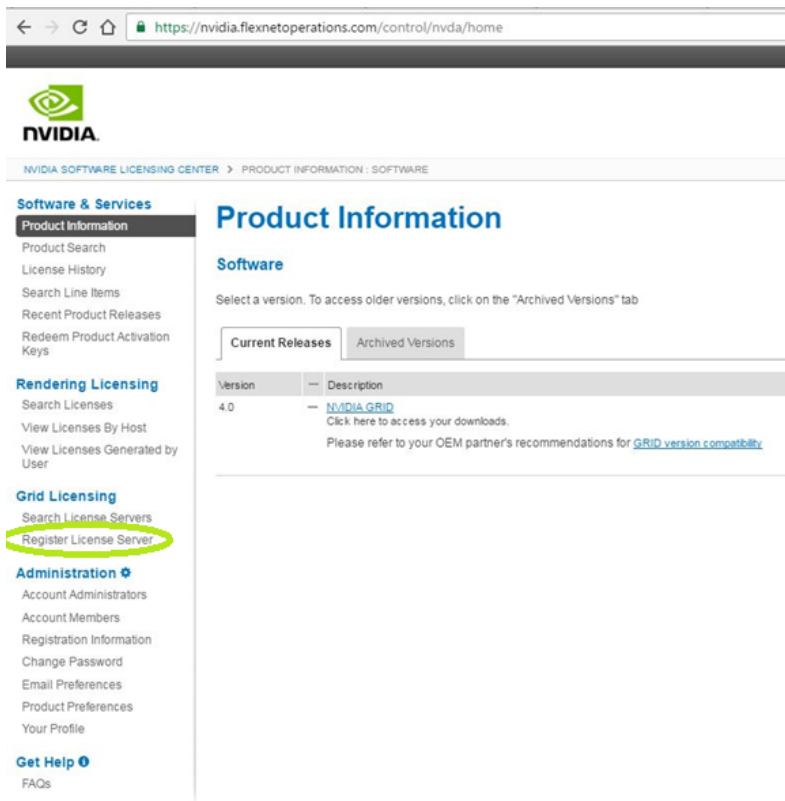 https://nvidia.flexnetoperations.com/control/nvda/home
NVIDIA.
NVIDIA SOFTWARE LICENSING CENTER > PRODUCT INFORMATION : SOFTWARE
Software & Services
Product Information
Product Search
License History
Search Line Items
Recent Product Releases
Redeem Product Activation
Keys
Rendering Licensing
Search Licenses
View Licenses By Host
View Licenses Generated by
User
Grid Licensing
Search License Servers
Register License Server
Administration
Account Administrators
Account Members
Registration Information
Change Password
Email Preferences
Product Preferences
Your Profile
Get Help
FAQs
Product Information
Software
Select a version. To access older versions, click on the "Archived Versions" tab
Current Releases Archived Versions
Version — Description
4.0 — NVIDIA GRID
Click here to access your downloads.
Please refer to your OEM partner's recommendations for GRID version compatibility